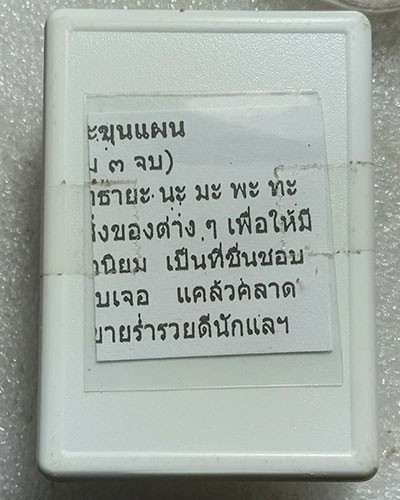 ะขุนแผน
ม ๓ จบ)
ทธายะ นะ มะ พะ ทะ
สิ่งของต่าง ๆ เพื่อให้มี
านิยม เป็นที่ชื่นชอบ
บเจอ แคล้วคลาด
ขายร่ำรวยดีนักแลฯ